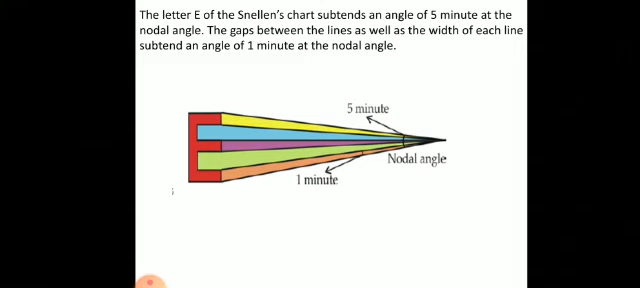 The letter E of the Snellen's chart subtends an angle of 5 minute at the
nodal angle. The gaps between the lines as well as the width of each line
subtend an angle of 1 minute at the nodal angle.
5 minute
Nodal angle
1 minute